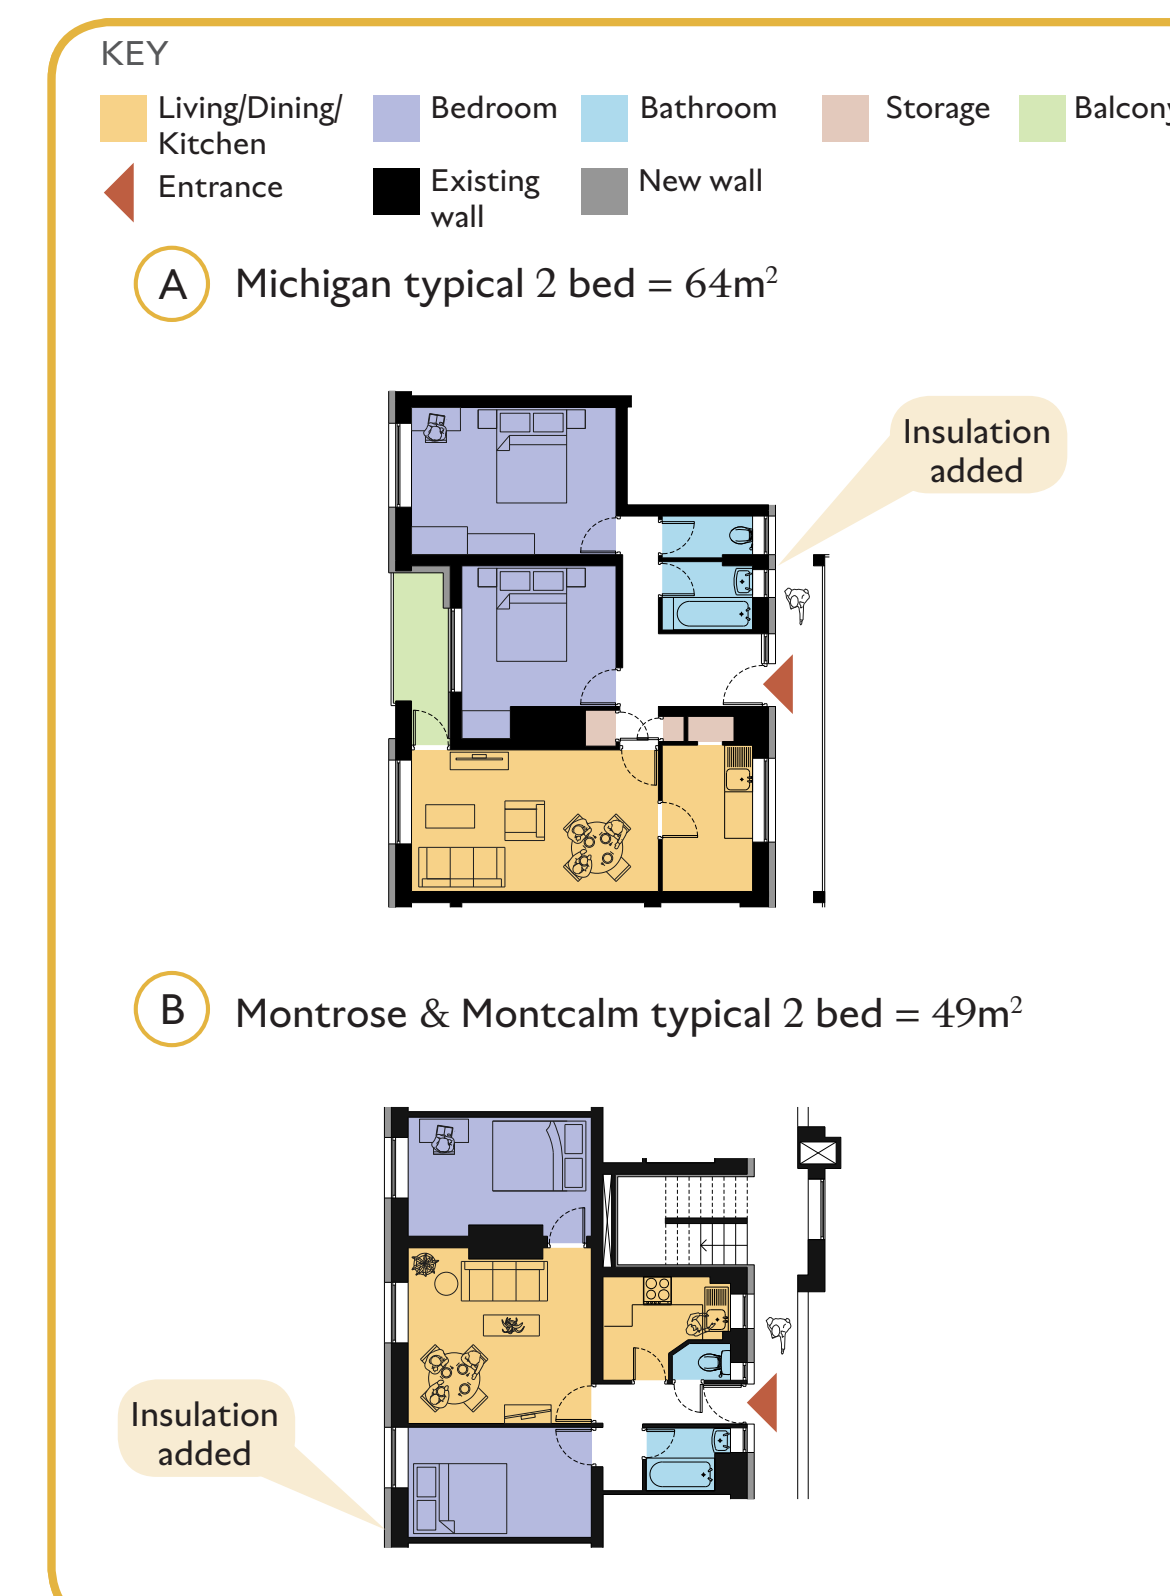 KEY
Living/Dining/
Kitchen
Bedroom
Bathroom
Storage
Balcony
Entrance
Existing
wall
New wall
A Michigan typical 2 bed = 64m²
Insulation
added
B Montrose & Montcalm typical 2 bed = 49m²
Insulation
added